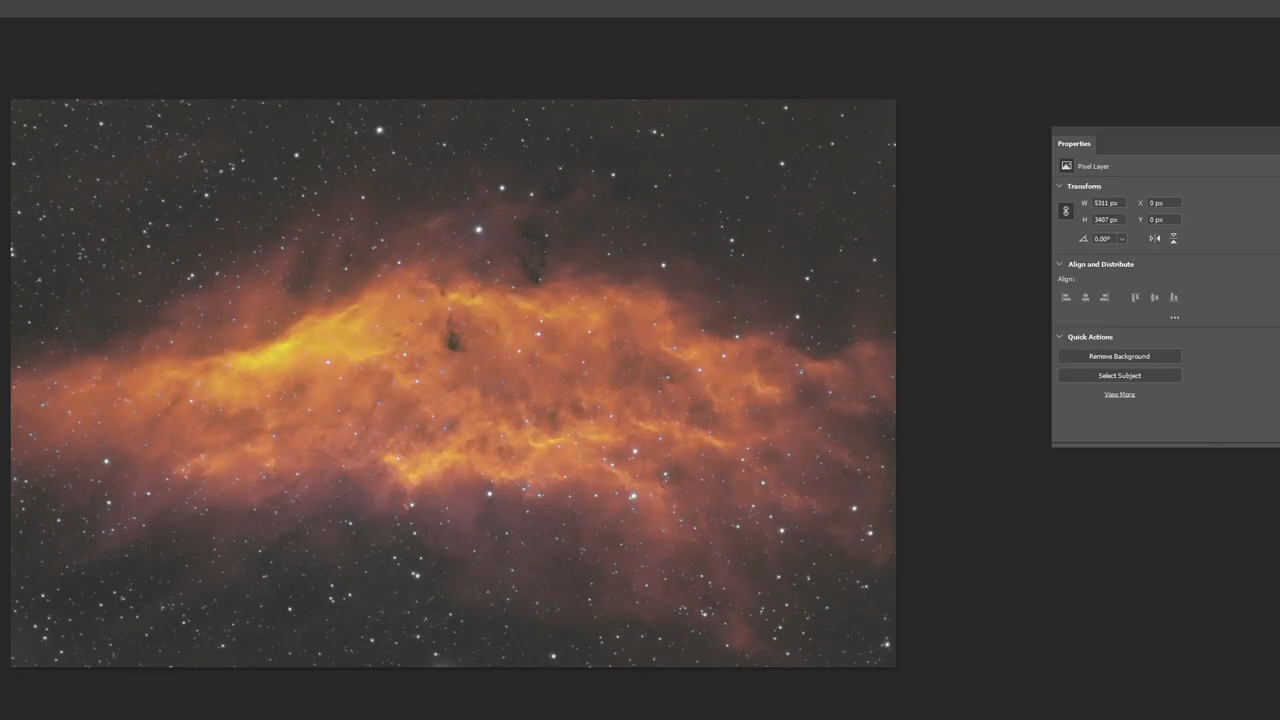 Properties
Pixel Layer
Transform
W 5311 px X 0 px
H 3407 px Y 0 px
0.00°
Align and Distribute
Align:
Quick Actions
Remove Background
Select Subject
View More